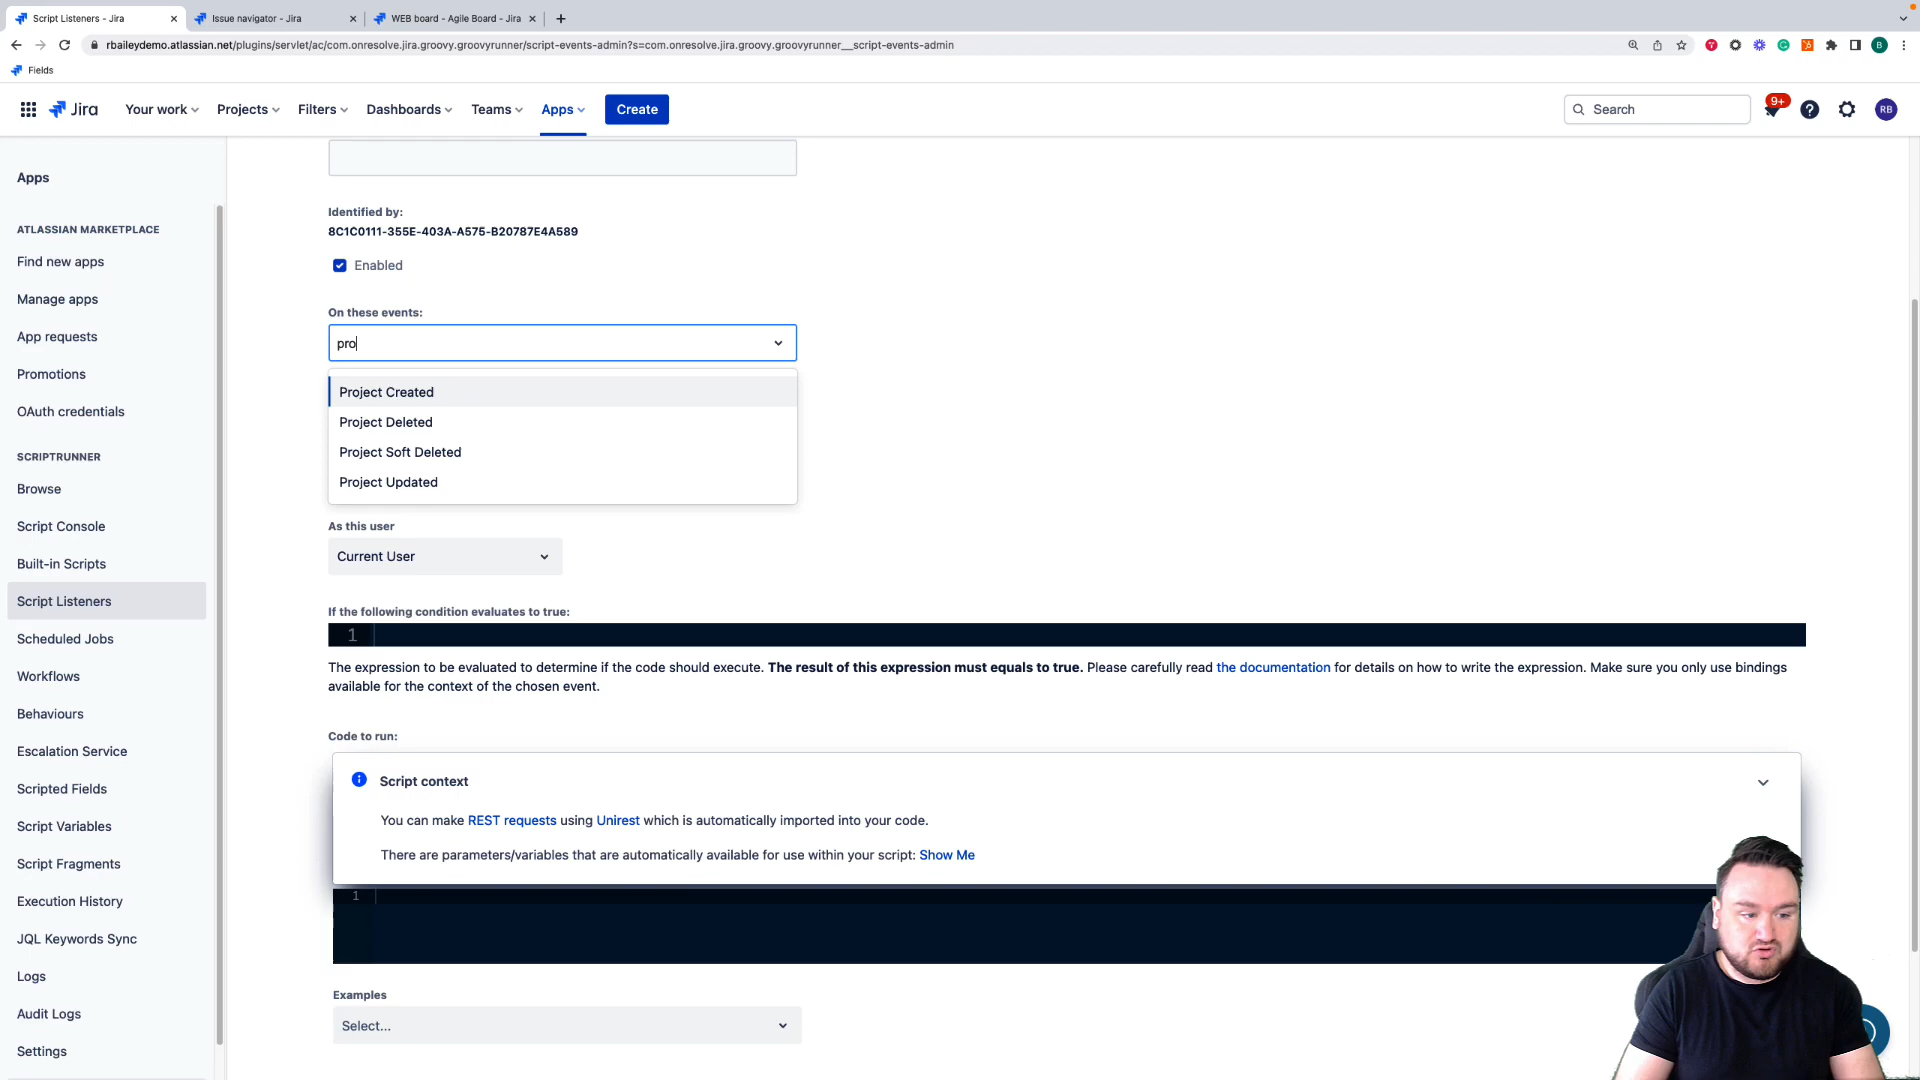 Script Listeners - Jira
Issue navigator - Jira
WEB board - Agile Board - Jira
rbaileydemo.atlassian.net/plugins/servlet/ac/com.onresolve.jira.groovy.groovyrunner/script-events-admin?s=com.onresolve.jira.groovy.groovyrunner__script-events-admin
B
Fields
Jira
Your work
Projects
Filters
Dashboards
Teams
Apps
Create
Search
9+
RB
Apps
ATLASSIAN MARKETPLACE
Find new apps
Manage apps
App requests
Promotions
OAuth credentials
SCRIPTRUNNER
Browse
Script Console
Built-in Scripts
Script Listeners
Scheduled Jobs
Workflows
Behaviours
Escalation Service
Scripted Fields
Script Variables
Script Fragments
Execution History
JQL Keywords Sync
Logs
Audit Logs
Settings
Identified by:
8C1C0111-355E-403A-A575-B20787E4A589
Enabled
On these events:
pro
Project Created
Project Deleted
Project Soft Deleted
Project Updated
As this user
Current User
If the following condition evaluates to true:
1
The expression to be evaluated to determine if the code should execute. The result of this expression must equals to true. Please carefully read the documentation for details on how to write the expression. Make sure you only use bindings
available for the context of the chosen event.
Code to run:
Script context
You can make REST requests using Unirest which is automatically imported into your code.
There are parameters/variables that are automatically available for use within your script: Show Me
1
Examples
Select...